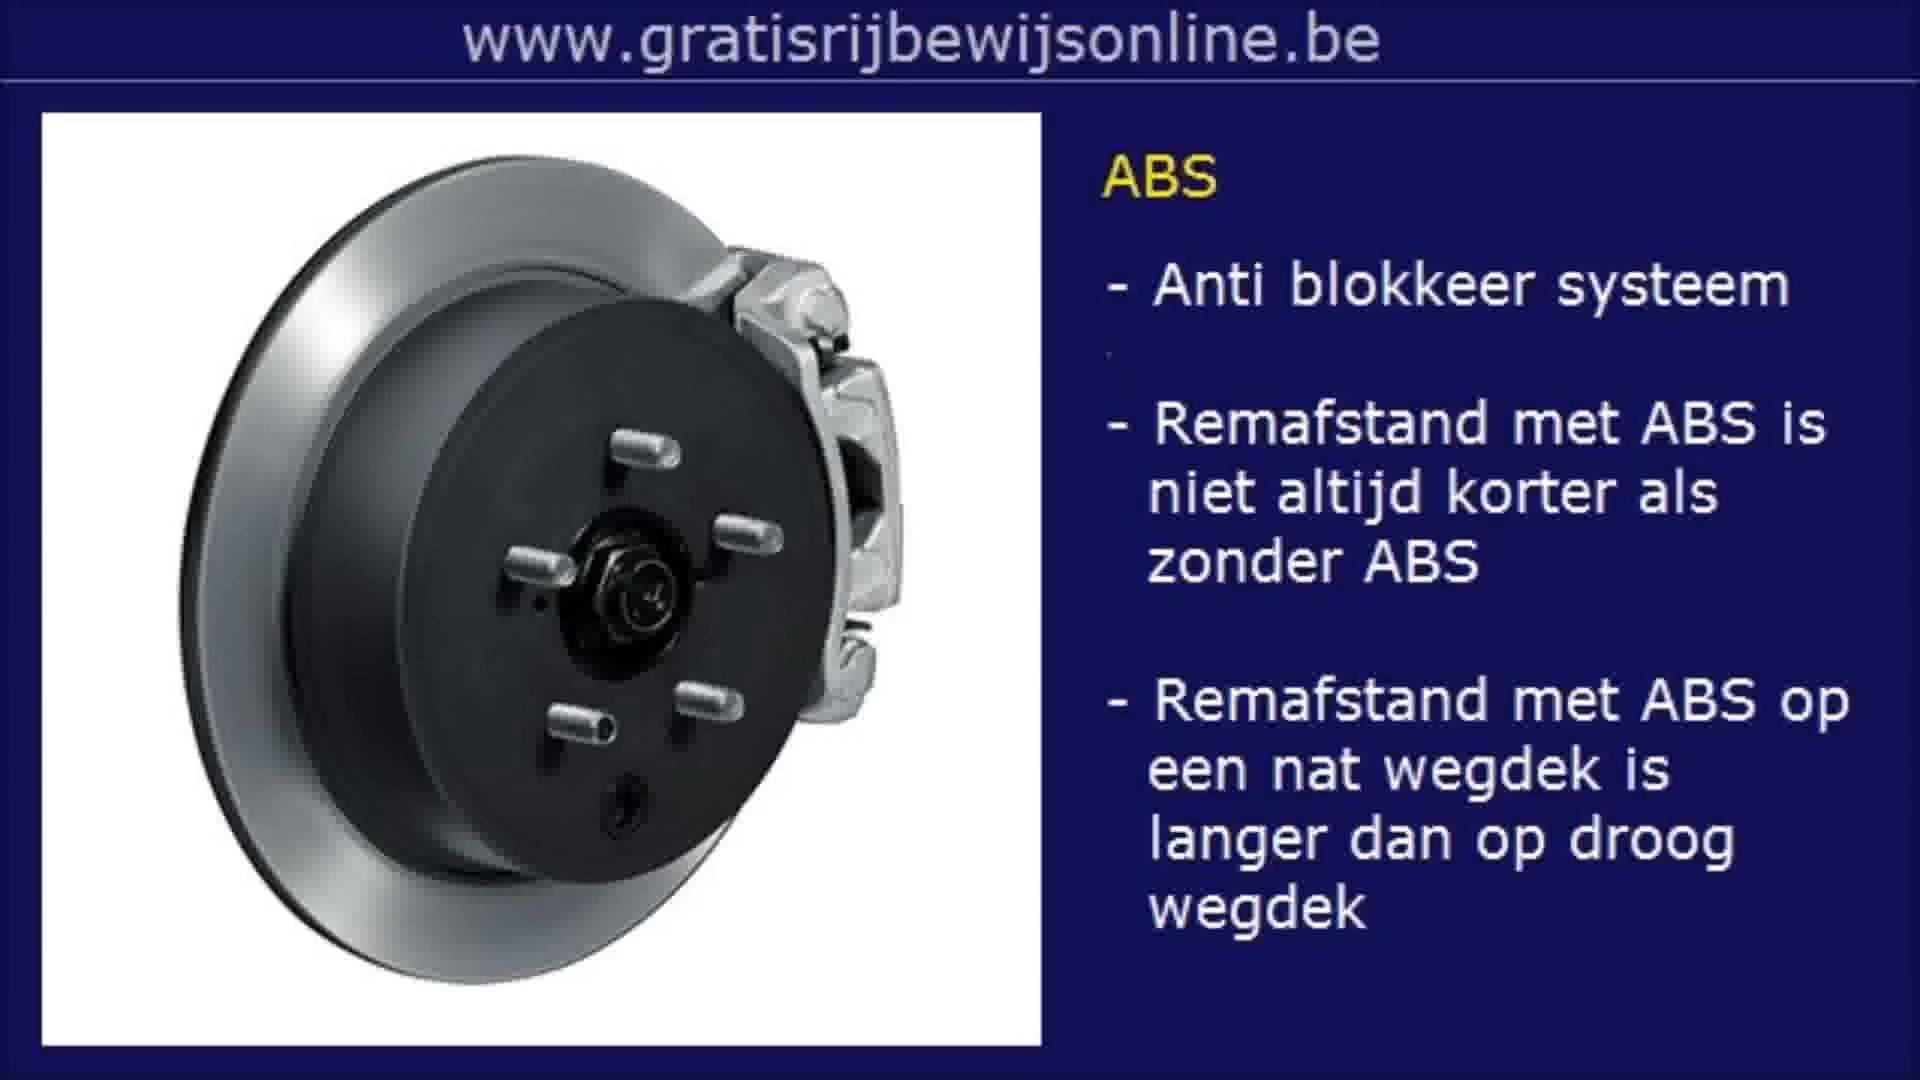 www.gratisrijbewijsonline.be
ABS
- Anti blokkeer systeem
- Remafstand met ABS is
niet altijd korter als
zonder ABS
- Remafstand met ABS op
een nat wegdek is
langer dan op droog
wegdek